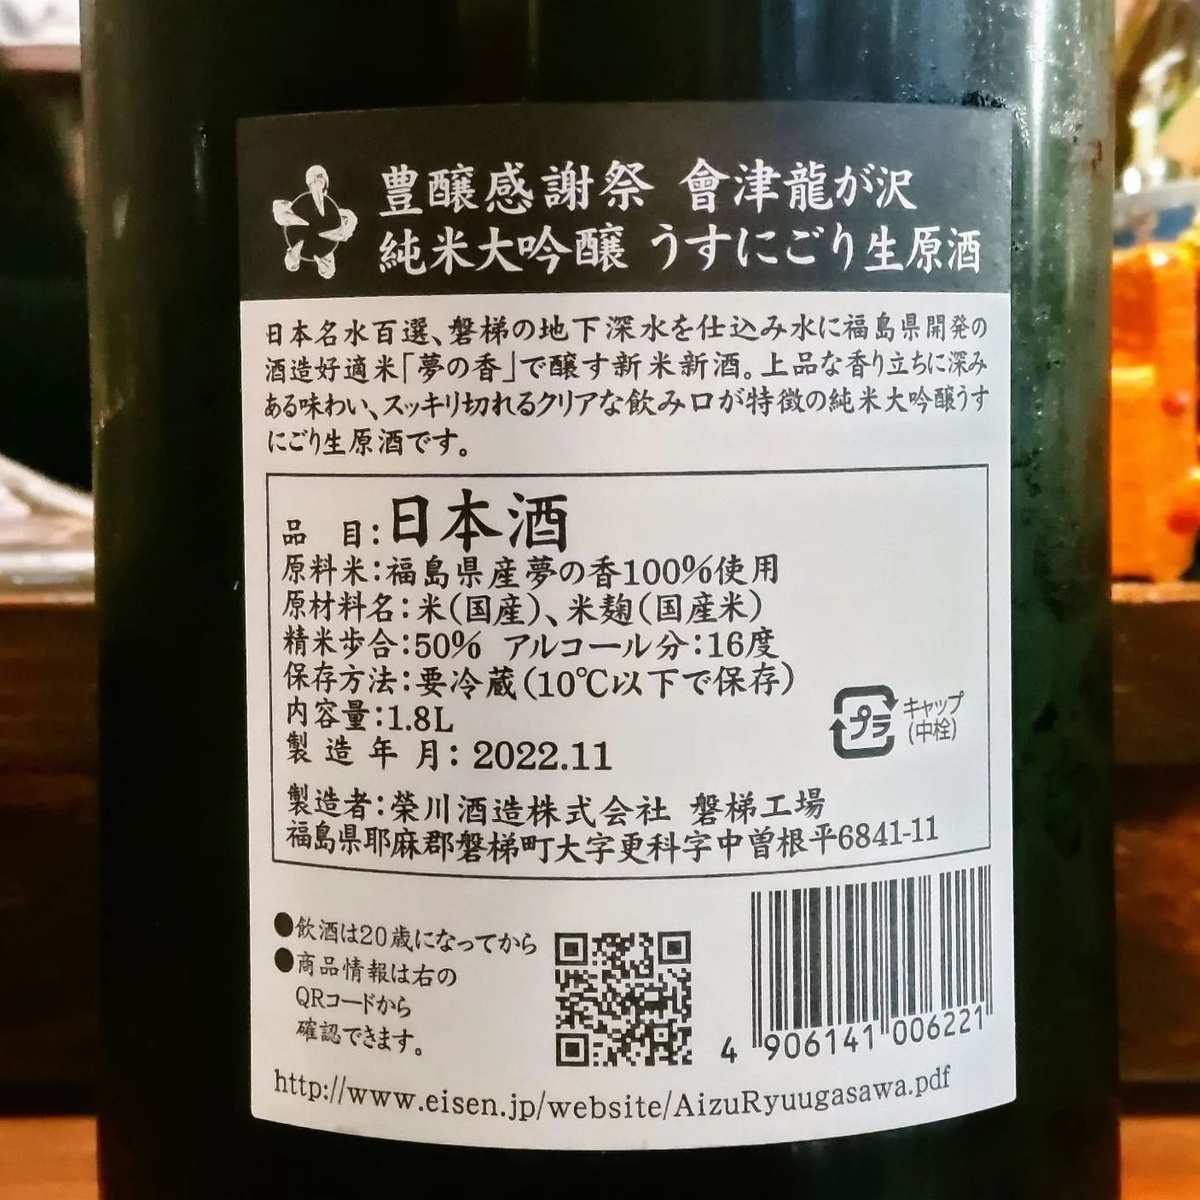 豊醸感謝祭 會津龍が沢
純米大吟醸 うすにごり生原酒
日本名水百選、磐梯の地下深水を仕込み水に福島県開発の
酒造好適米「夢の香」で醸す新米新酒。上品な香り立ちに深み
ある味わい、スッキリ切れるクリアな飲み口が特徴の純米大吟醸うす
にごり生原酒です。
品 目:日本酒
原料米:福島県産夢の香100%使用
原材料名:米(国産)、米麹(国産米)
精米歩合:50% アルコール分:16度
保存方法:要冷蔵(10℃以下で保存)
内容量:1.8L
製造年月:2022.11
プラ
キャップ
(中栓)
製造者:榮川酒造株式会社 磐梯工場
福島県耶麻郡磐梯町大字更科字中曽根平6841-11
●飲酒は20歳になってから
●商品情報は右の
QRコードから
確認できます。
4 906141 006221
http://www.eisen.jp/website/AizuRyuugasawa.pdf